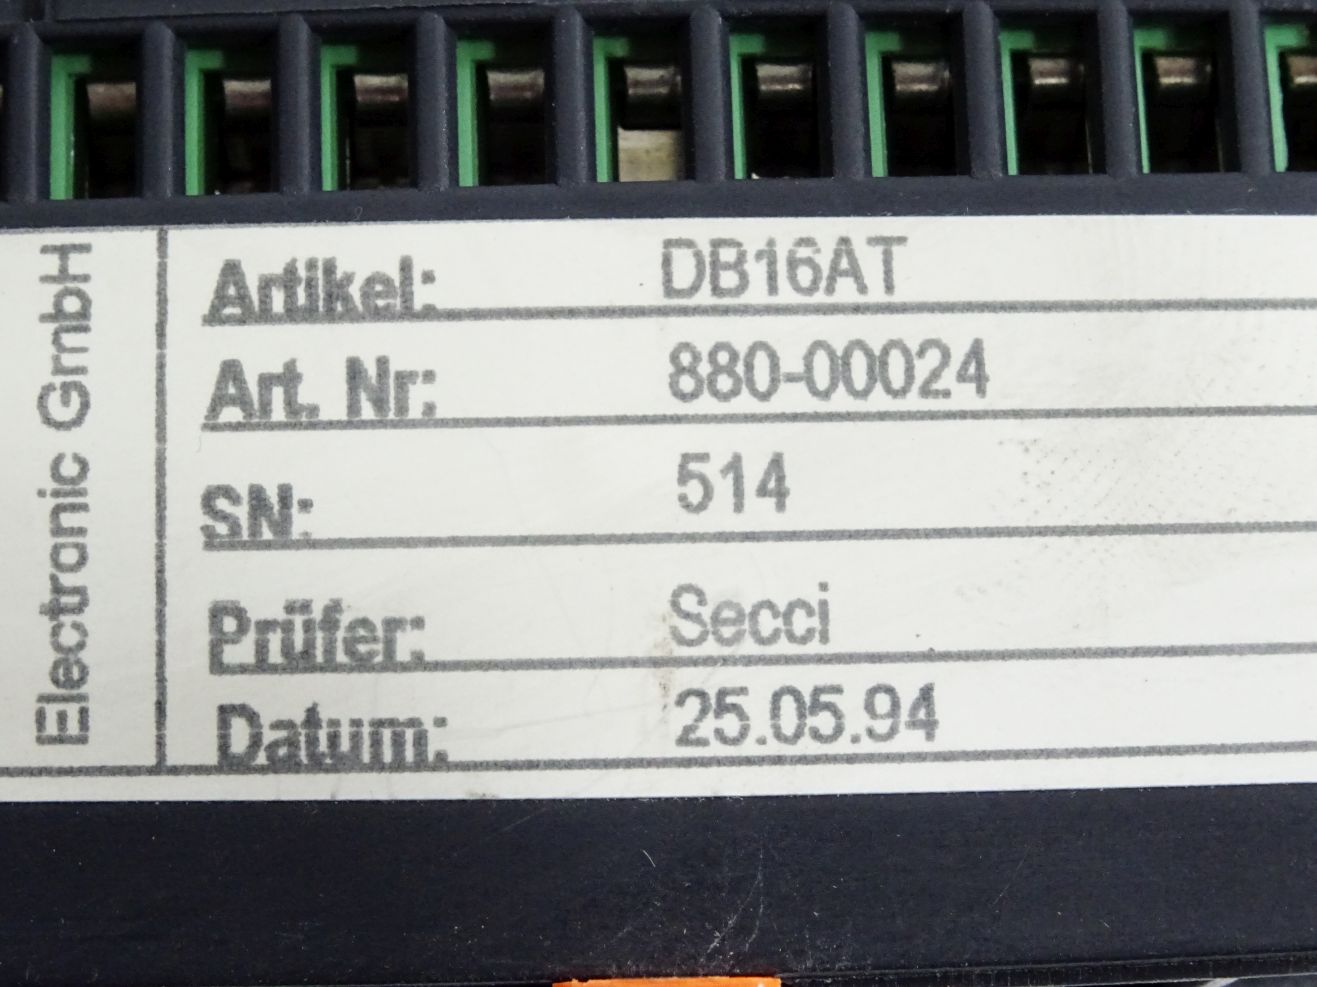 Electronic GmbH
Artikel: DB16AT
Art. Nr: 880-00024
SN: 514
Prüfer: Secci
Datum: 25.05.94